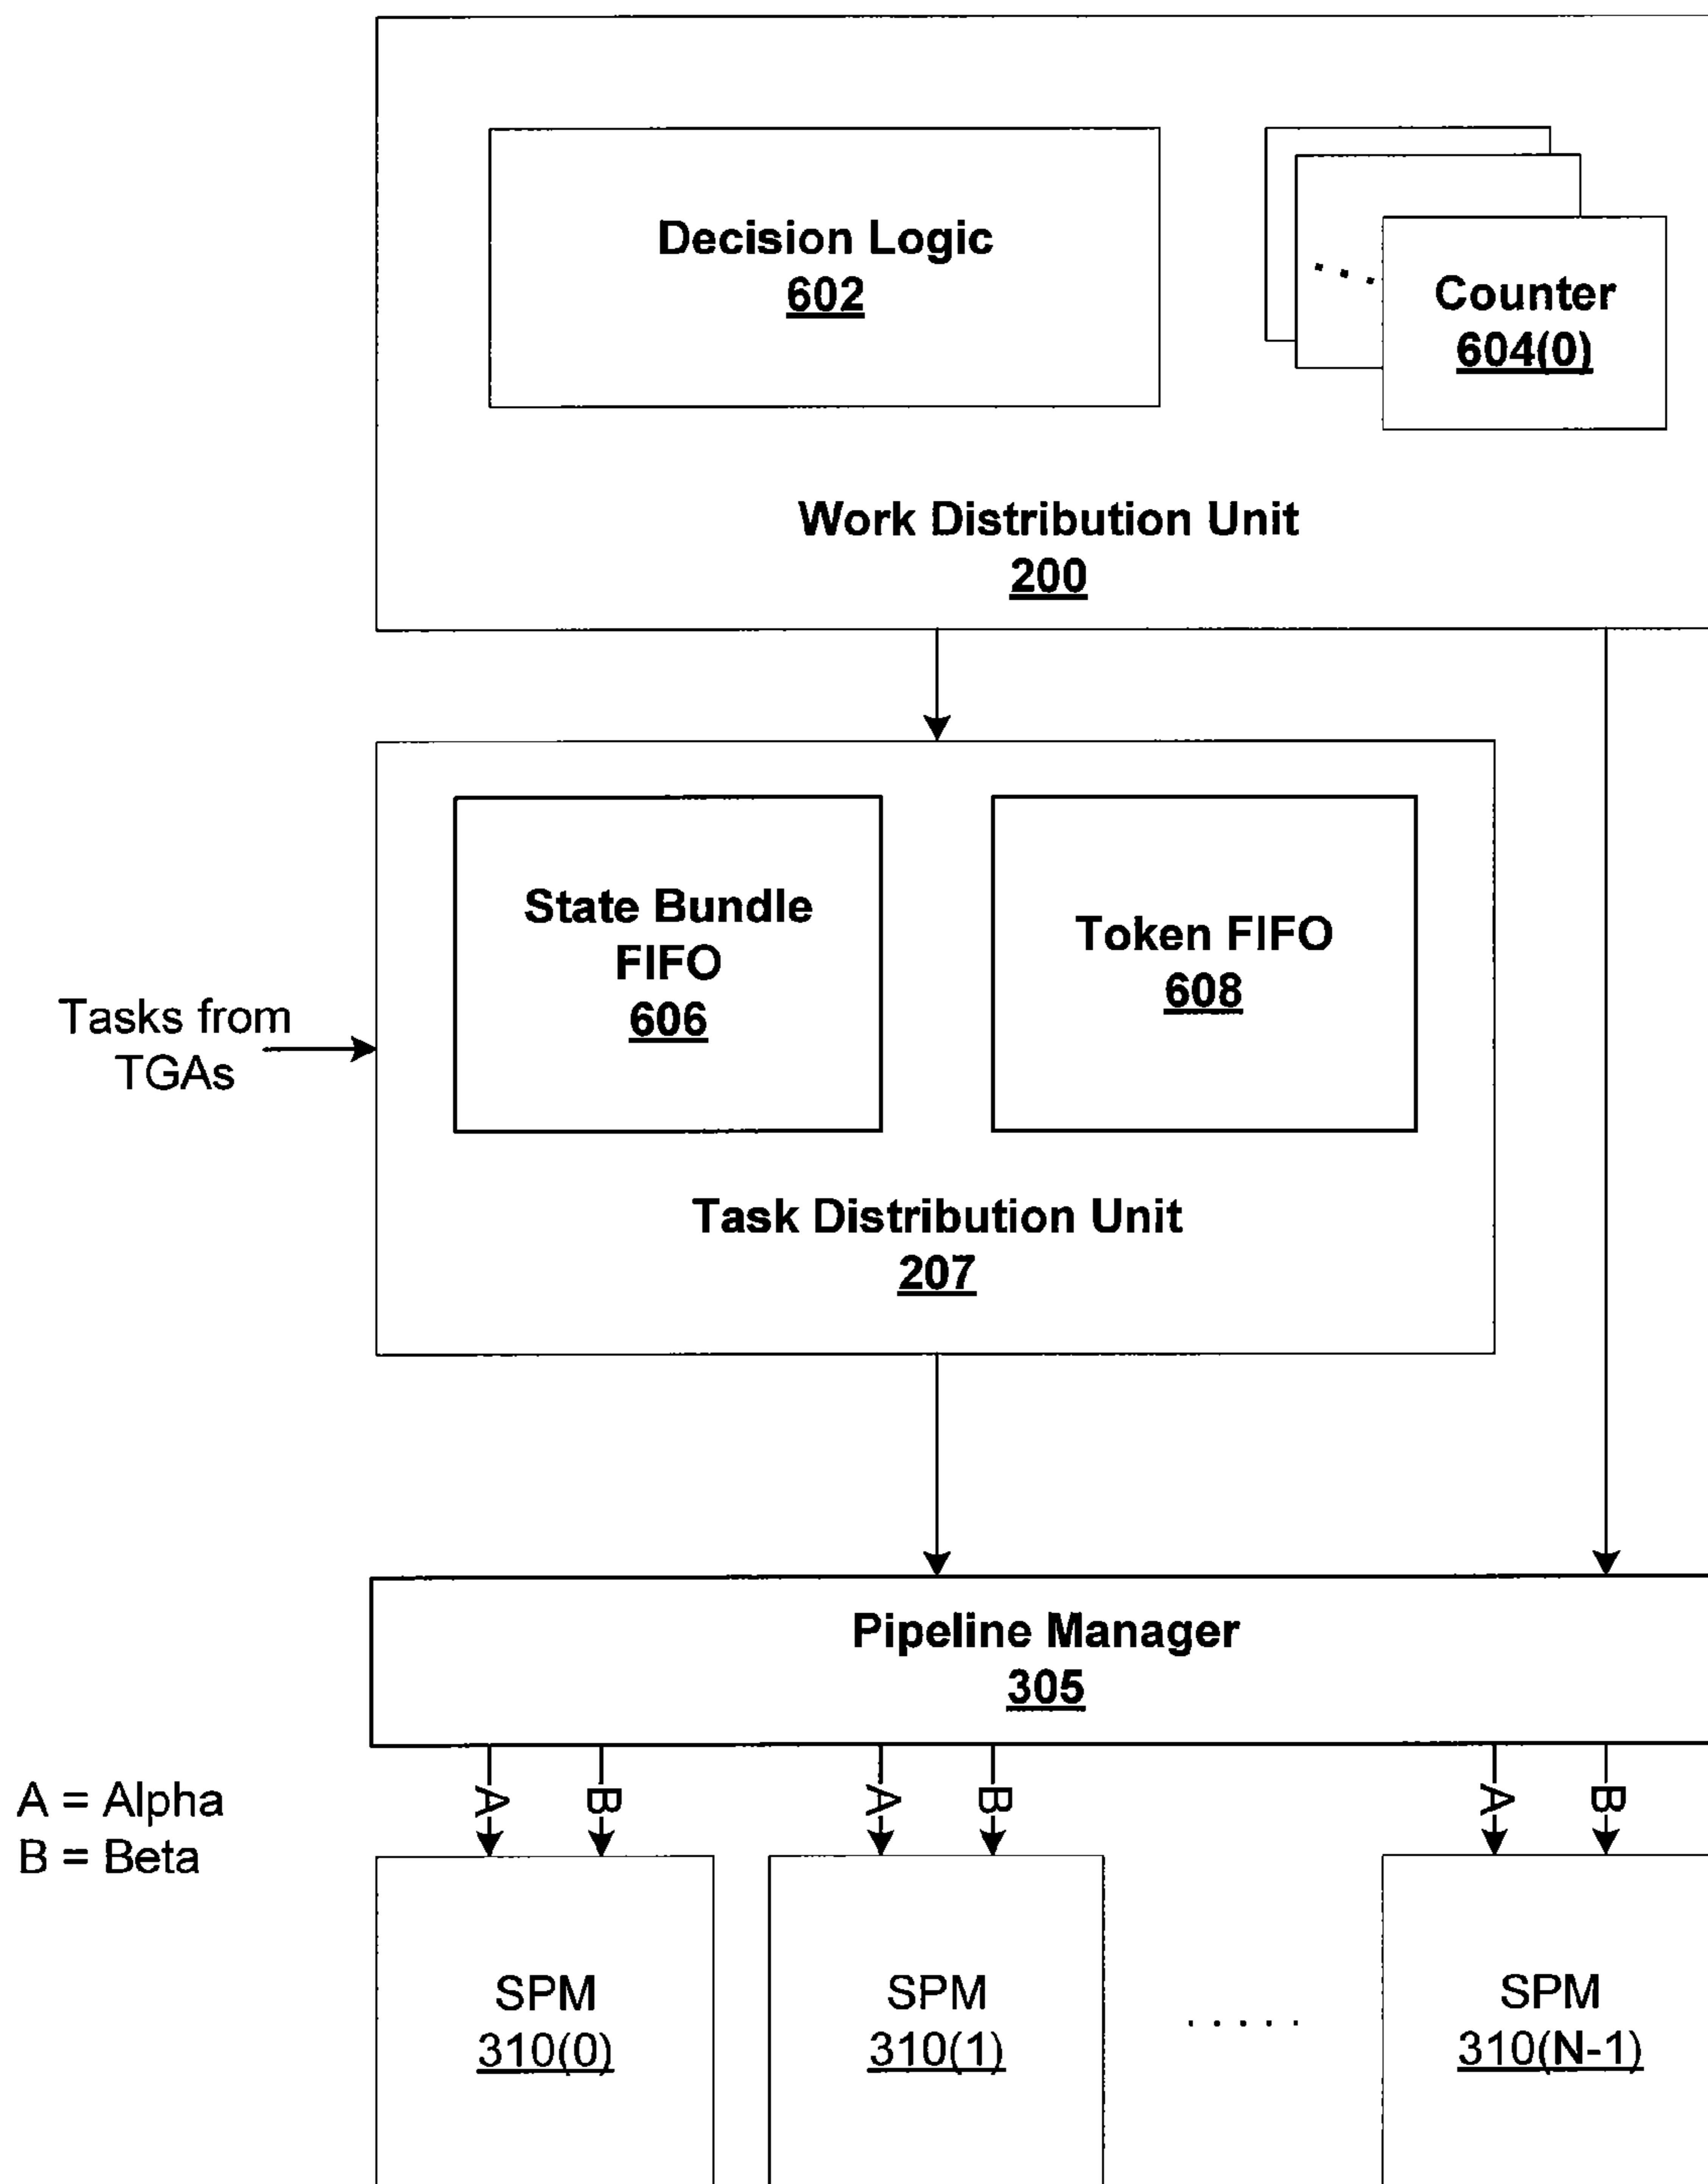 Decision Logic
602
Counter
604(0)
Work Distribution Unit
200
State Bundle
FIFO
606
Token FIFO
608
Tasks from
TGAs
Task Distribution Unit
207
Pipeline Manager
305
A
B
A
B
A
B
A = Alpha
B = Beta
SPM
310(0)
SPM
310(1)
.....
SPM
310(N-1)